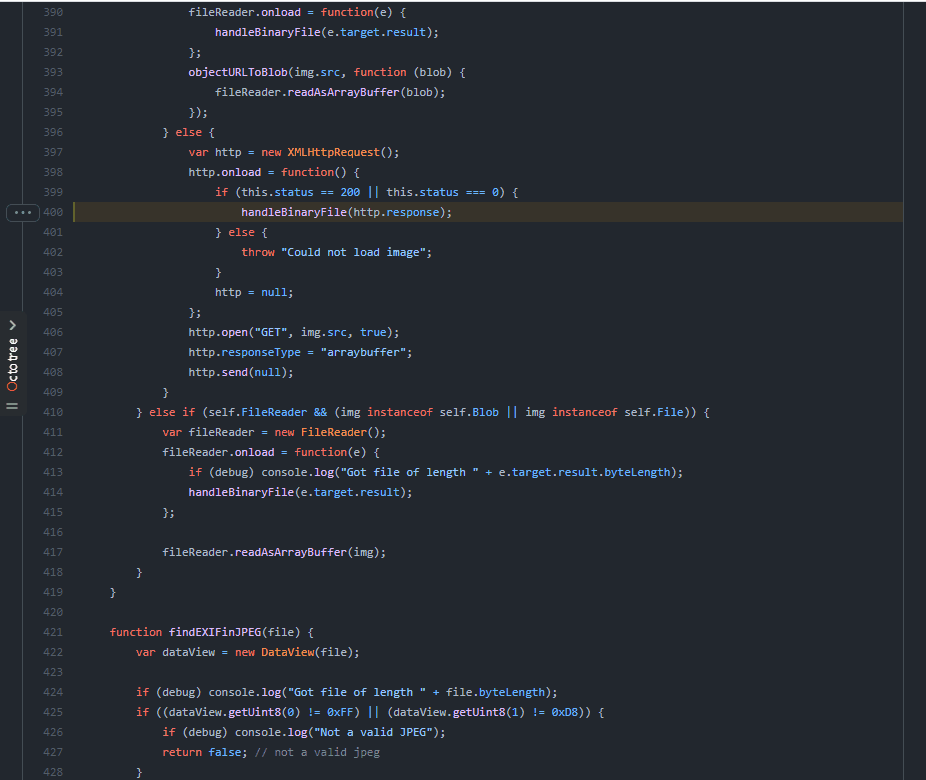 390 fileReader.onload = function(e) {
391 handleBinaryFile(e.target.result);
392 };
393 objectURLToBlob(img.src, function (blob) {
394 fileReader.readAsArrayBuffer(blob);
395 });
396 } else {
397 var http = new XMLHttpRequest();
398 http.onload = function() {
399 if (this.status == 200 || this.status === 0) {
... 400 handleBinaryFile(http.response);
401 } else {
402 throw "Could not load image";
403 }
404 http = null;
405 };
406 http.open("GET", img.src, true);
407 http.responseType = "arraybuffer";
408 http.send(null);
409 }
410 } else if (self.FileReader && (img instanceof self.Blob || img instanceof self.File)) {
411 var fileReader = new FileReader();
412 fileReader.onload = function(e) {
413 if (debug) console.log("Got file of length " + e.target.result.byteLength);
414 handleBinaryFile(e.target.result);
415 };
416
417 fileReader.readAsArrayBuffer(img);
418 }
419 }
420
421 function findEXIFinJPEG(file) {
422 var dataView = new DataView(file);
423
424 if (debug) console.log("Got file of length " + file.byteLength);
425 if ((dataView.getUint8(0) != 0xFF) || (dataView.getUint8(1) != 0xD8)) {
426 if (debug) console.log("Not a valid JPEG");
427 return false; // not a valid jpeg
428 }
Octotree